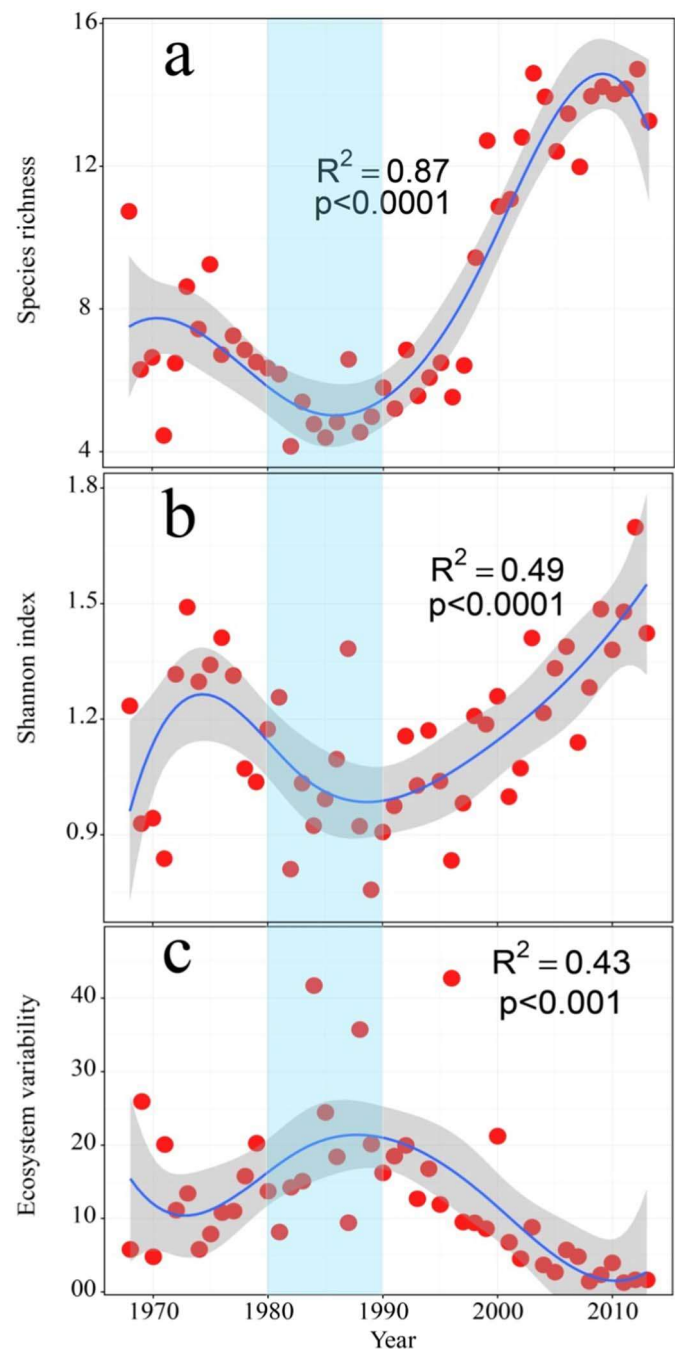 16
a
R² = 0.87
p<0.0001
12
8
4
Species richness
1.8
b
R² = 0.49
p<0.0001
1.5
1.2
0.9
Shannon index
c
R² = 0.43
p<0.001
40
30
20
10
00
Ecosystem variability
1970 1980 1990 2000 2010
Year